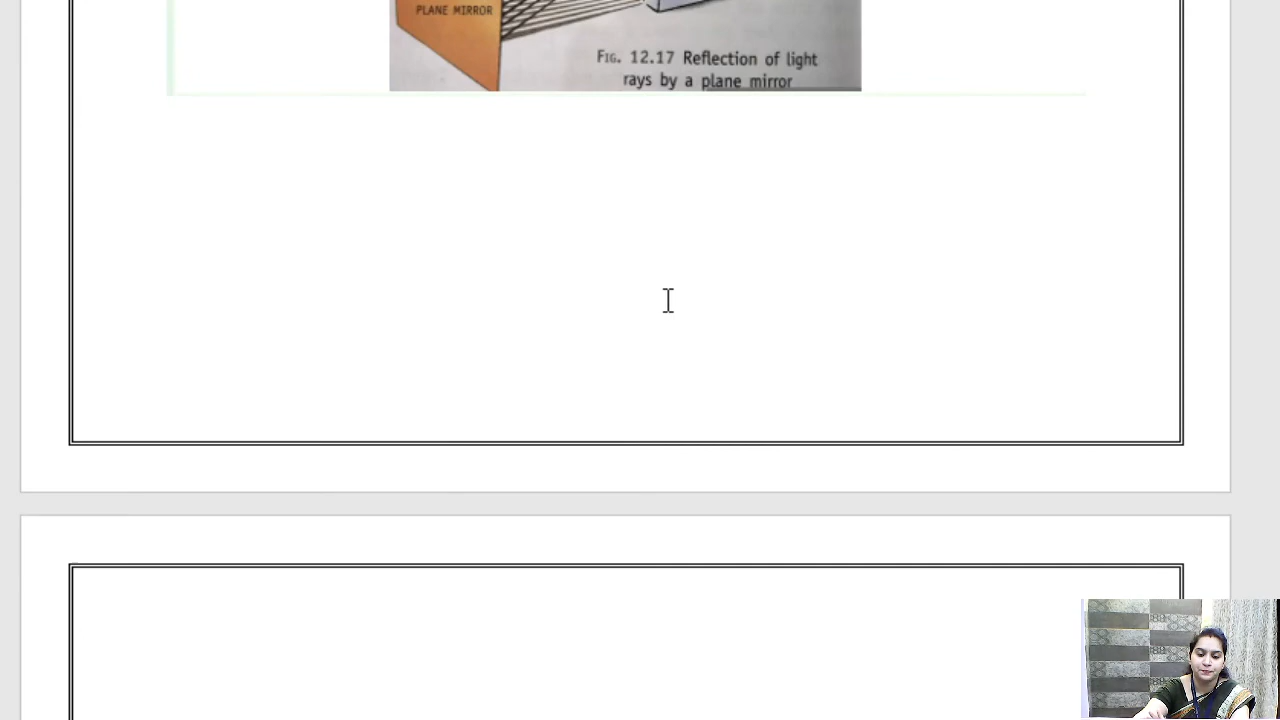 PLANE MIRROR
FIG. 12.17 Reflection of light
rays by a plane mirror